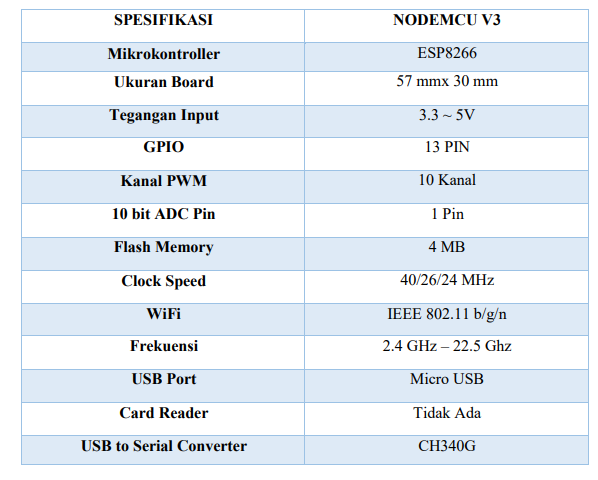 SPESIFIKASI NODEMCU V3
Mikrokontroller ESP8266
Ukuran Board 57 mmx 30 mm
Tegangan Input 3.3 ~ 5V
GPIO 13 PIN
Kanal PWM 10 Kanal
10 bit ADC Pin 1 Pin
Flash Memory 4 MB
Clock Speed 40/26/24 MHz
WiFi IEEE 802.11 b/g/n
Frekuensi 2.4 GHz – 22.5 Ghz
USB Port Micro USB
Card Reader Tidak Ada
USB to Serial Converter CH340G